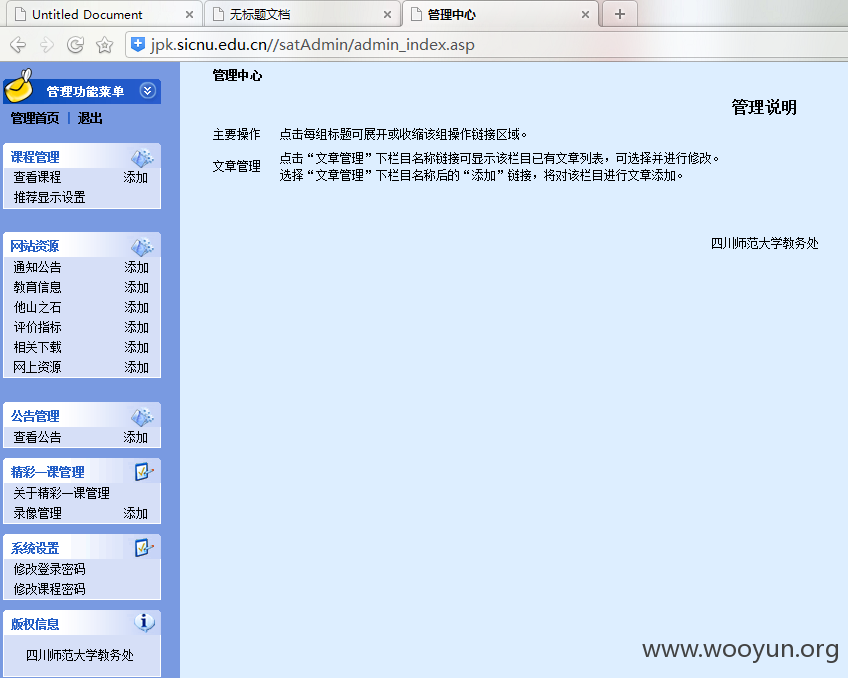 Untitled Document
无标题文档
管理中心
jpk.sicnu.edu.cn//satAdmin/admin_index.asp
管理功能菜单
管理首页 | 退出
课程管理
查看课程 添加
推荐显示设置
网站资源
通知公告 添加
教育信息 添加
他山之石 添加
评价指标 添加
相关下载 添加
网上资源 添加
公告管理
查看公告 添加
精彩一课管理
关于精彩一课管理
录像管理 添加
系统设置
修改登录密码
修改课程密码
版权信息
四川师范大学教务处
管理中心
管理说明
主要操作 点击每组标题可展开或收缩该组操作链接区域。
文章管理 点击“文章管理”下栏目名称链接可显示该栏目已有文章列表，可选择并进行修改。
选择“文章管理”下栏目名称后的“添加”链接，将对该栏目进行文章添加。
四川师范大学教务处
www.wooyun.org